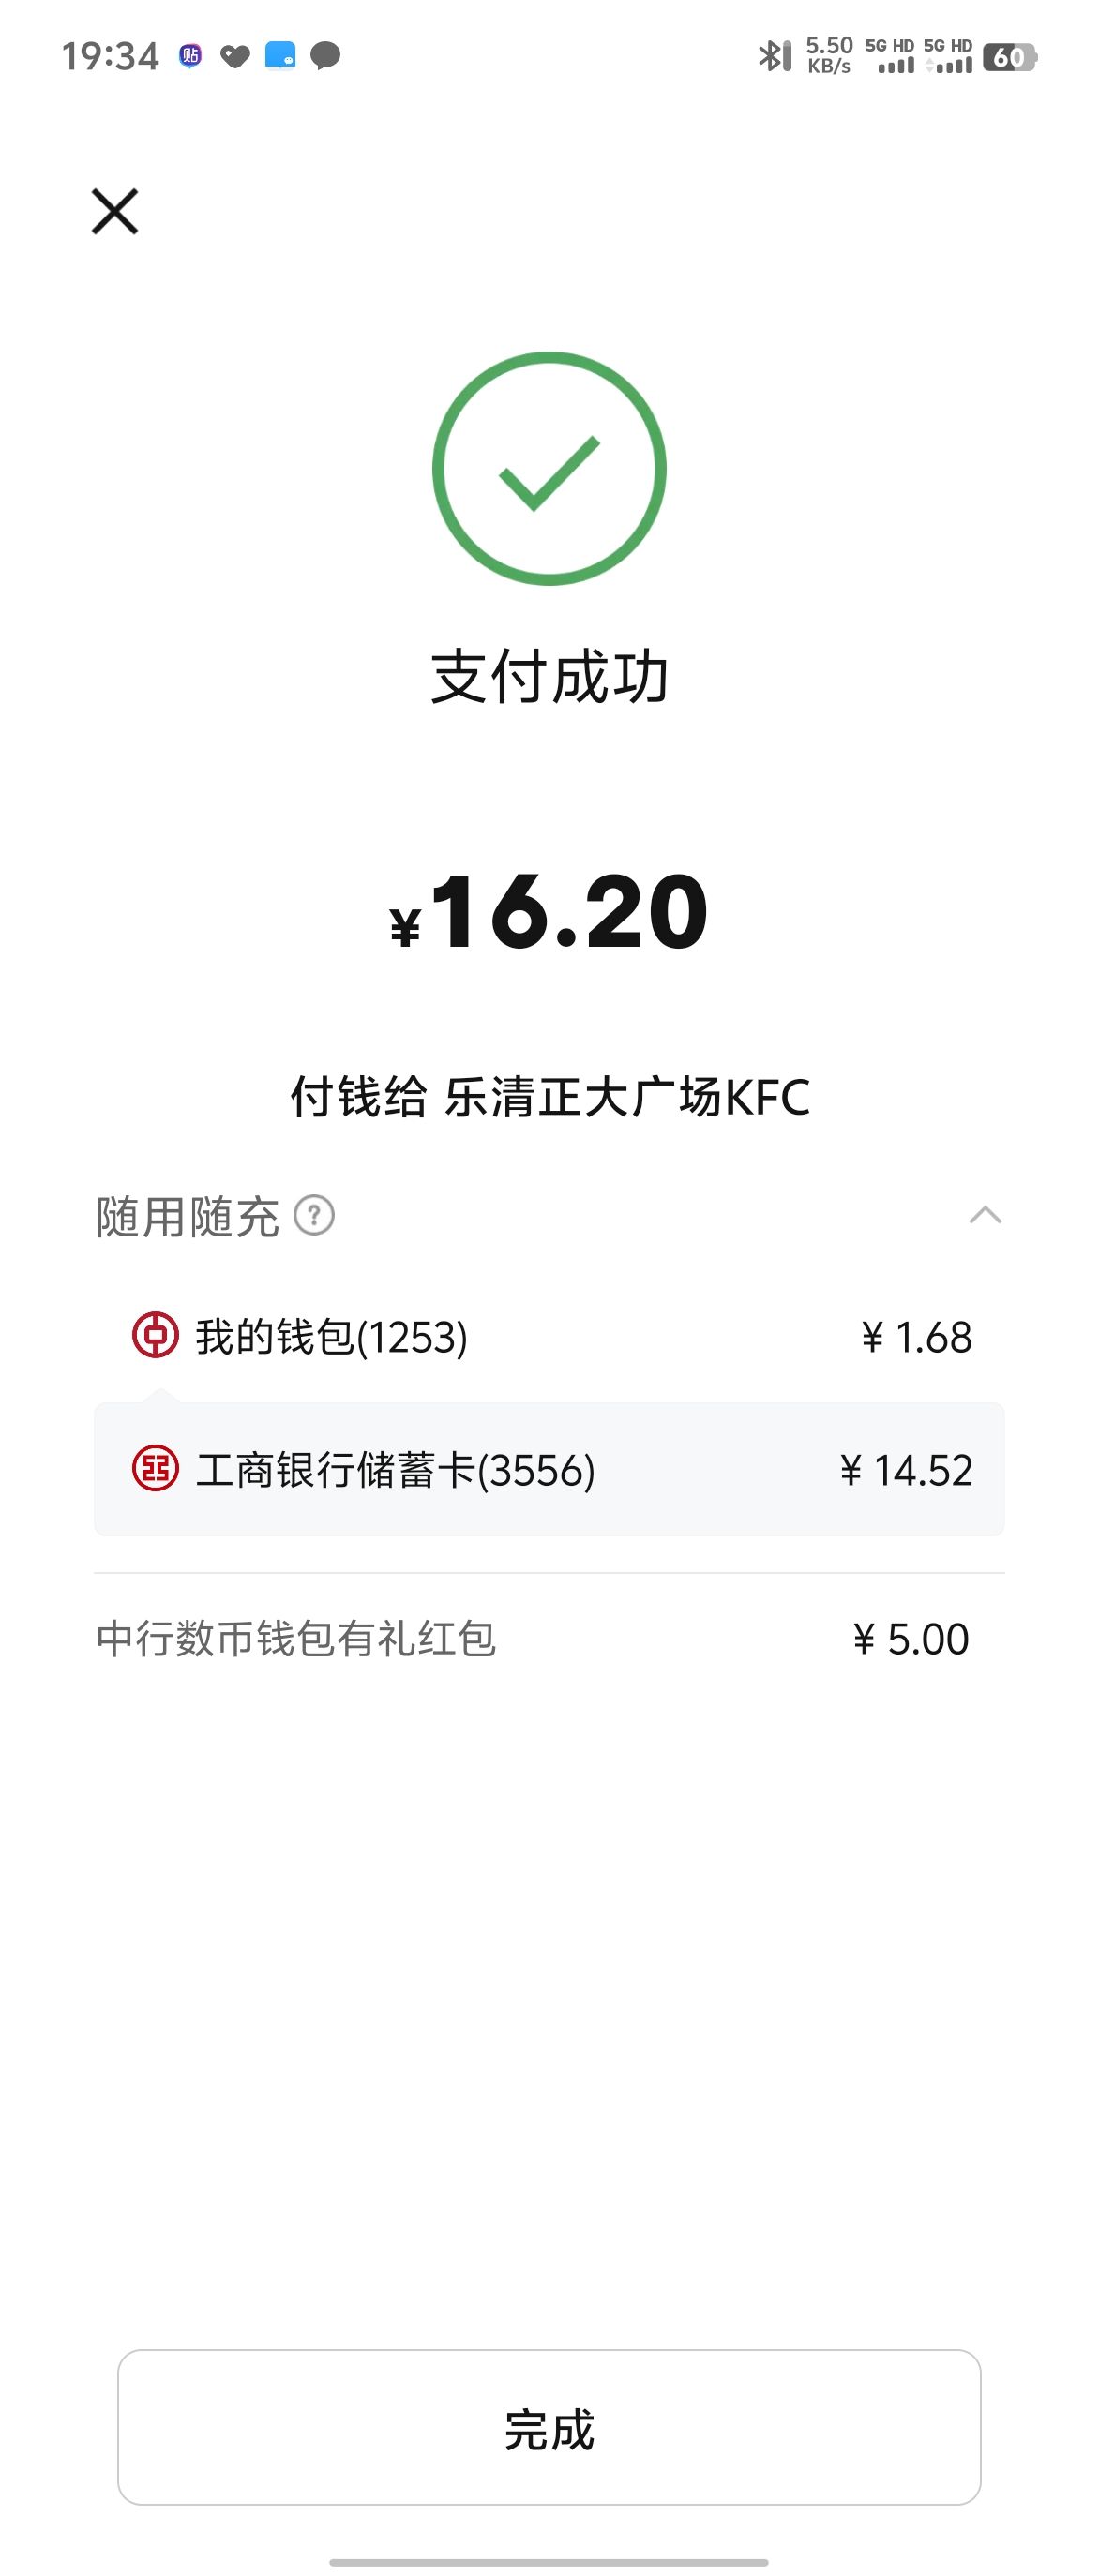 19:34 贴 5.50 KB/s 5G HD 5G HD 60
支付成功
¥16.20
付钱给 乐清正大广场KFC
随用随充 ?
我的钱包(1253) ¥ 1.68
工商银行储蓄卡(3556) ¥ 14.52
中行数币钱包有礼红包 ¥ 5.00
完成